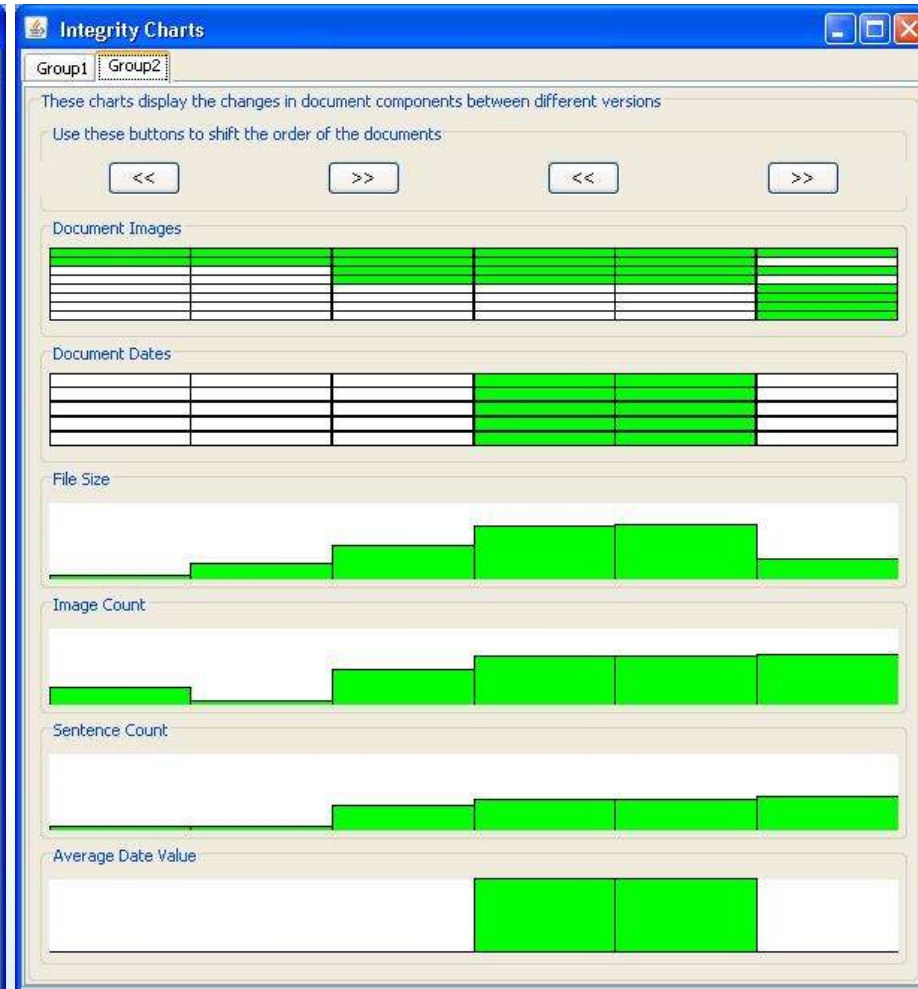 Integrity Charts
Group1 Group2
These charts display the changes in document components between different versions
Use these buttons to shift the order of the documents
<< >> << >>
Document Images
Document Dates
File Size
Image Count
Sentence Count
Average Date Value